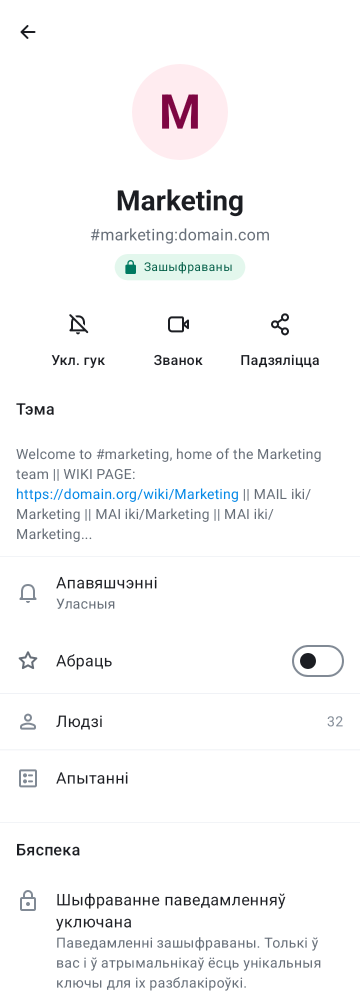 M
Marketing
#marketing:domain.com
Зашыфраваны
Укл. гук
Званок
Падзяліцца
Тэма
Welcome to #marketing, home of the Marketing
team || WIKI PAGE:
https://domain.org/wiki/Marketing || MAIL iki/
Marketing || MAI iki/Marketing || MAI iki/
Marketing...
Апавяшчэнні
Уласныя
Абраць
Людзі 32
Апытанні
Бяспека
Шыфраванне паведамленняў
уключана
Паведамленні зашыфраваны. Толькі ў
вас і ў атрымальнікаў ёсць унікальныя
ключы для іх разблакіроўкі.